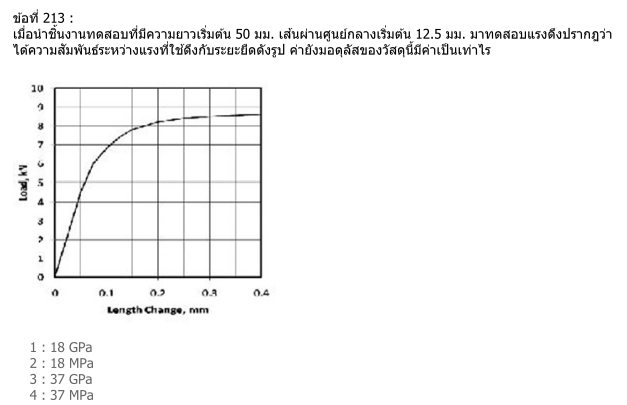 ข้อที่ 213 :
เมื่อนำชิ้นงานทดสอบที่มีความยาวเริ่มต้น 50 มม. เส้นผ่านศูนย์กลางเริ่มต้น 12.5 มม. มาทดสอบแรงดึงปรากฎว่า
ได้ความสัมพันธ์ระหว่างแรงที่ใช้ดึงกับระยะยืดดังรูป ค่ายังมอดุลัสของวัสดุนี้มีค่าเป็นเท่าไร
10
9
8
7
6
5
4
3
2
1
0
Load, kN
0 0.1 0.2 0.3 0.4
Length Change, mm
1 : 18 GPa
2 : 18 MPa
3 : 37 GPa
4 : 37 MPa